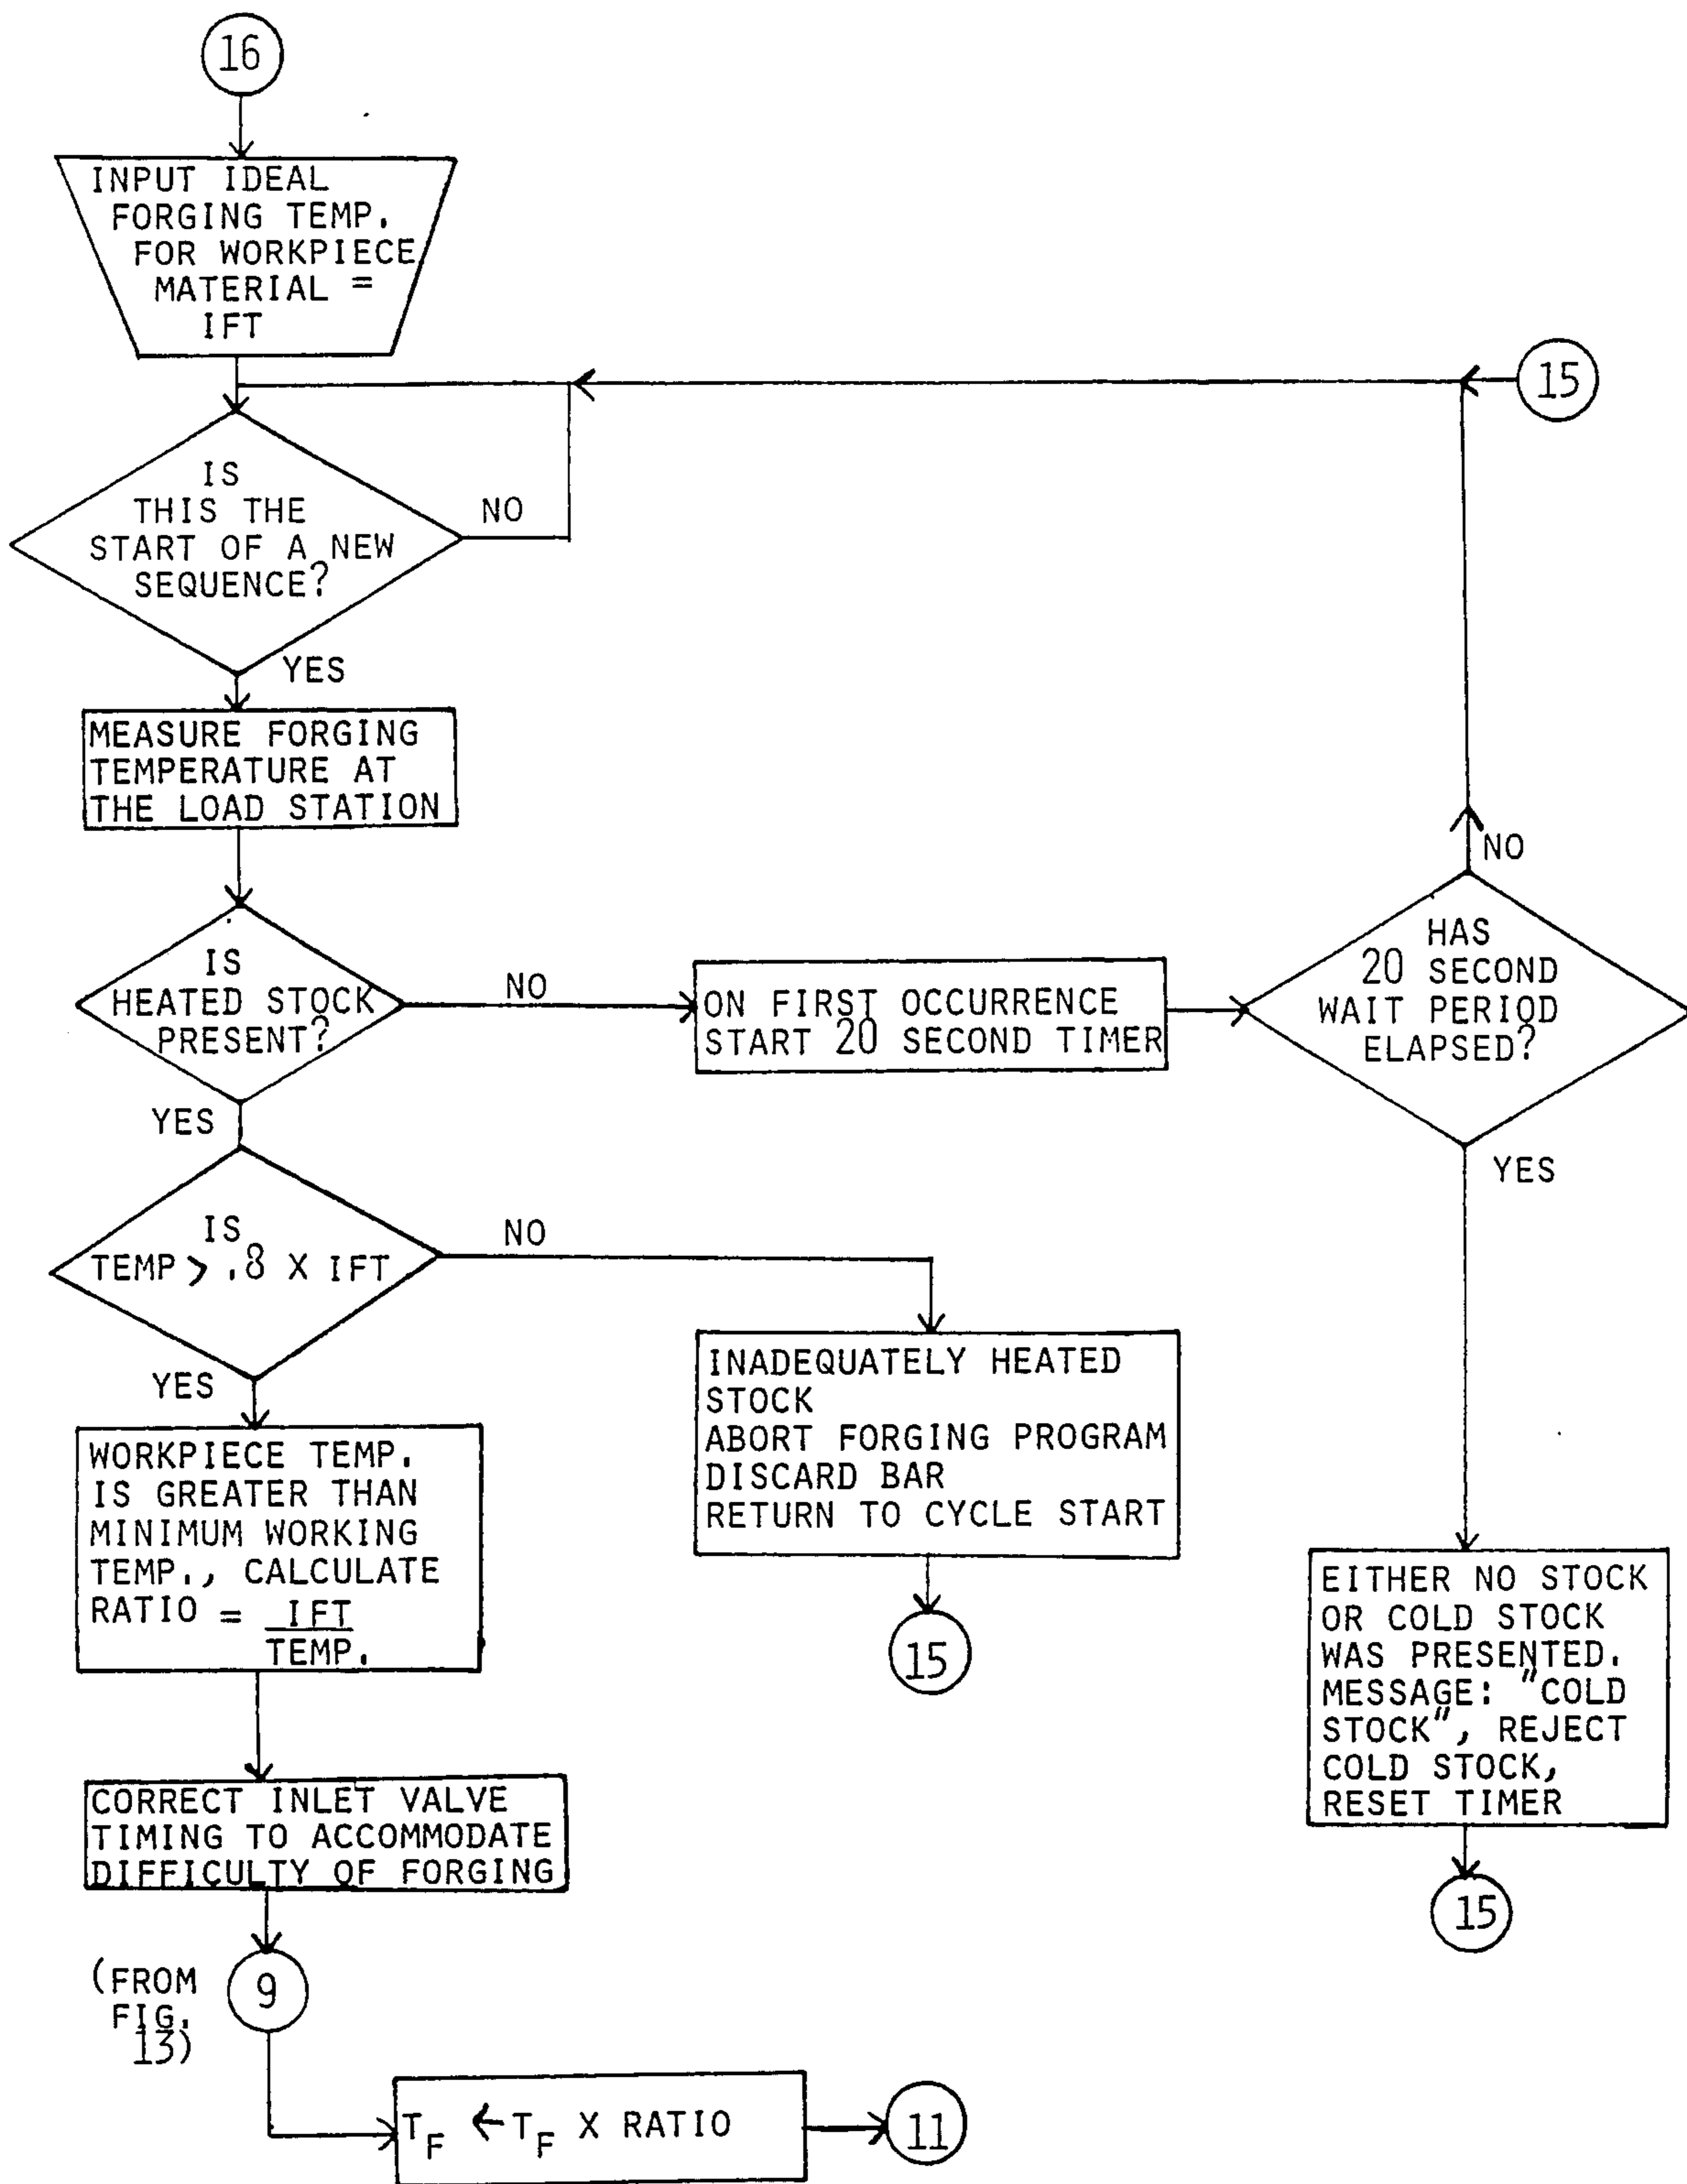 16
INPUT IDEAL
FORGING TEMP.
FOR WORKPIECE
MATERIAL =
IFT
15
IS
THIS THE
START OF A NEW
SEQUENCE?
NO
YES
MEASURE FORGING
TEMPERATURE AT
THE LOAD STATION
IS
HEATED STOCK
PRESENT?
NO
ON FIRST OCCURRENCE
START 20 SECOND TIMER
HAS
20 SECOND
WAIT PERIOD
ELAPSED?
NO
YES
YES
IS
TEMP > .8 X IFT
NO
YES
INADEQUATELY HEATED
STOCK
ABORT FORGING PROGRAM
DISCARD BAR
RETURN TO CYCLE START
15
WORKPIECE TEMP.
IS GREATER THAN
MINIMUM WORKING
TEMP., CALCULATE
RATIO = IFT
TEMP.
EITHER NO STOCK
OR COLD STOCK
WAS PRESENTED.
MESSAGE: "COLD
STOCK", REJECT
COLD STOCK,
RESET TIMER
15
CORRECT INLET VALVE
TIMING TO ACCOMMODATE
DIFFICULTY OF FORGING
(FROM
FIG.
13)
9
T_F ← T_F X RATIO
11